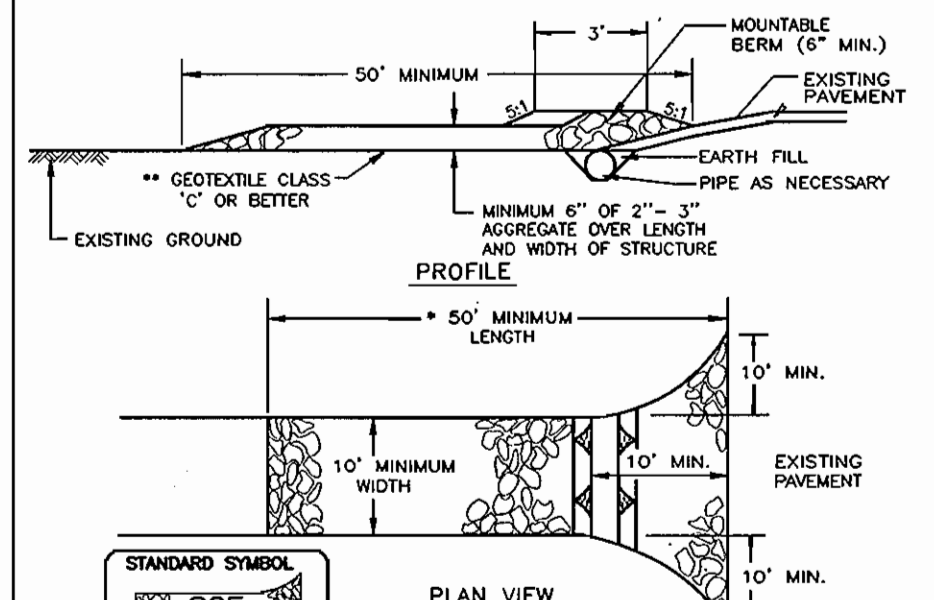 3'
MOUNTABLE
BERM (6" MIN.)
50' MINIMUM
EXISTING
PAVEMENT
5:1
5:1
EARTH FILL
** GEOTEXTILE CLASS
'C' OR BETTER
PIPE AS NECESSARY
MINIMUM 6" OF 2"- 3"
AGGREGATE OVER LENGTH
AND WIDTH OF STRUCTURE
EXISTING GROUND
PROFILE
* 50' MINIMUM
LENGTH
10' MIN.
10' MINIMUM
WIDTH
10' MIN.
EXISTING
PAVEMENT
STANDARD SYMBOL
10' MIN.
PLAN VIEW